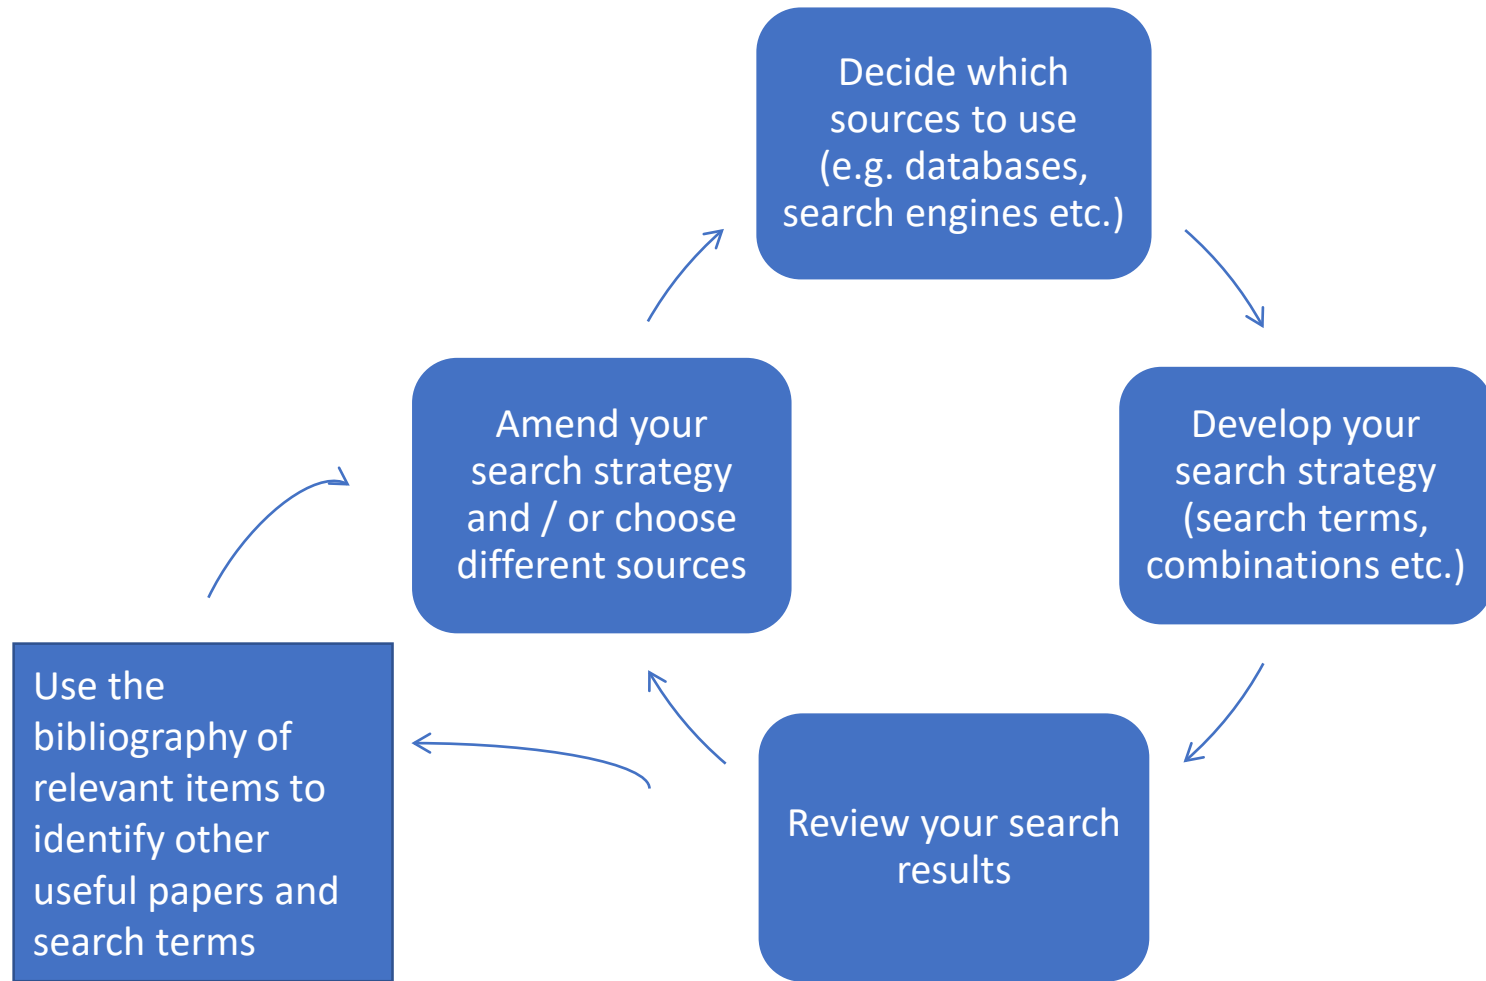 Decide which
sources to use
(e.g. databases,
search engines etc.)
Develop your
search strategy
(search terms,
combinations etc.)
Review your search
results
Amend your
search strategy
and / or choose
different sources
Use the
bibliography of
relevant items to
identify other
useful papers and
search terms